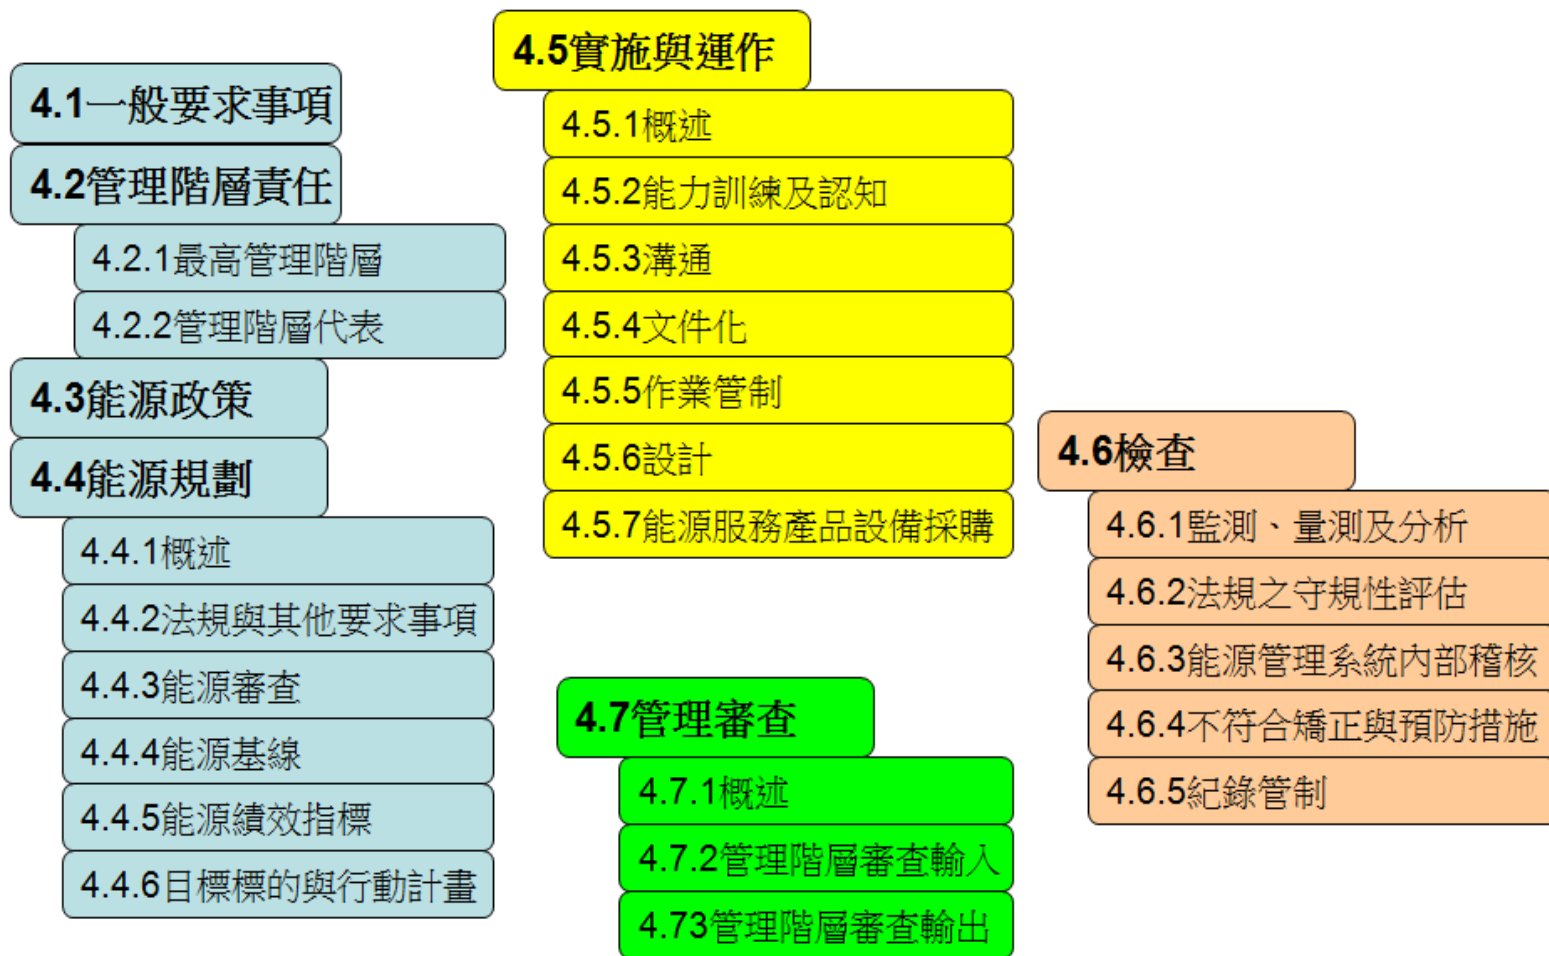 4.1一般要求事項
4.2管理階層責任
4.2.1最高管理階層
4.2.2管理階層代表
4.3能源政策
4.4能源規劃
4.4.1概述
4.4.2法規與其他要求事項
4.4.3能源審查
4.4.4能源基線
4.4.5能源績效指標
4.4.6目標標的與行動計畫
4.5實施與運作
4.5.1概述
4.5.2能力訓練及認知
4.5.3溝通
4.5.4文件化
4.5.5作業管制
4.5.6設計
4.5.7能源服務產品設備採購
4.6檢查
4.6.1監測、量測及分析
4.6.2法規之守規性評估
4.6.3能源管理系統內部稽核
4.6.4不符合矯正與預防措施
4.6.5紀錄管制
4.7管理審查
4.7.1概述
4.7.2管理階層審查輸入
4.73管理階層審查輸出